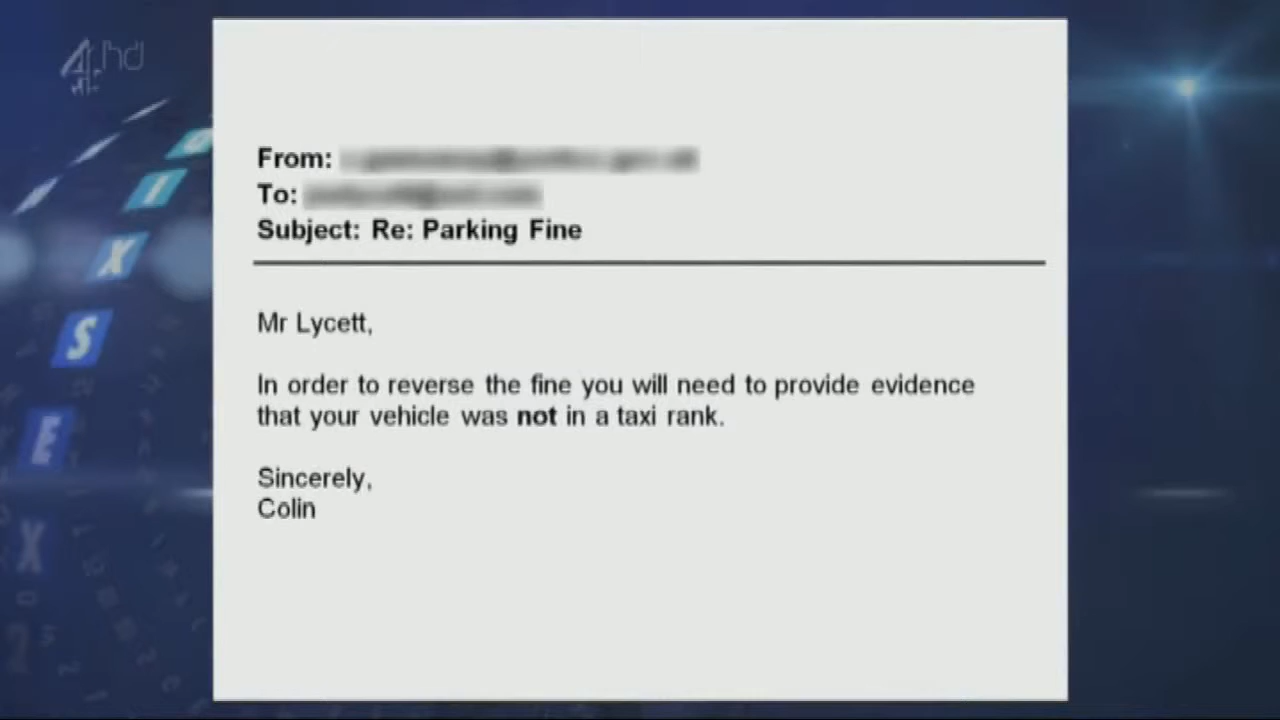 4hd
From:
To:
Subject: Re: Parking Fine
Mr Lycett,
In order to reverse the fine you will need to provide evidence
that your vehicle was not in a taxi rank.
Sincerely,
Colin
U
I
X
S
E
X